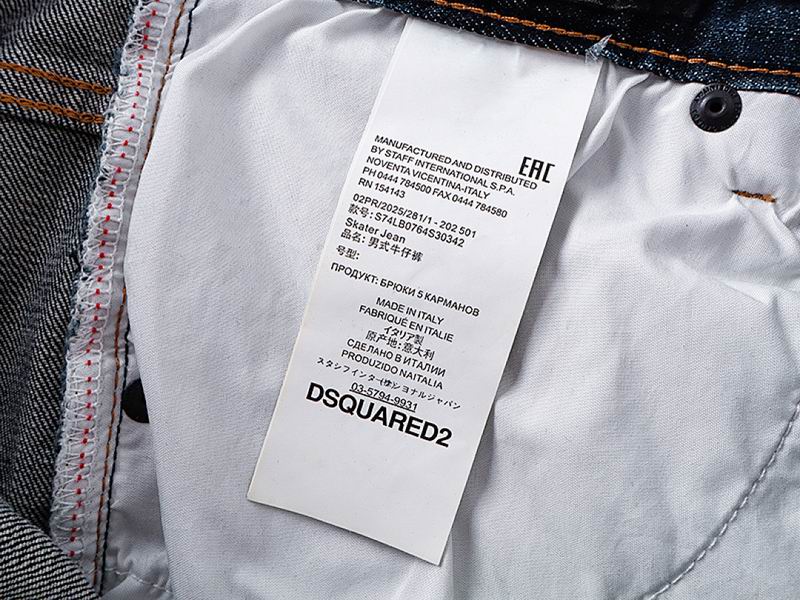 EAC
MANUFACTURED AND DISTRIBUTED
BY STAFF INTERNATIONAL S.P.A.
NOVENTA VICENTINA-ITALY
PH 0444 784500 FAX 0444 784580
RN 154143
02PR/2025/281/1 - 202 501
款号: S74LB0764S30342
Skater Jean
品名: 男式牛仔裤
号型:
ПРОДУКТ: БРЮКИ 5 КАРМАНОВ
MADE IN ITALY
FABRIQUÉ EN ITALIE
イタリア製
原产地: 意大利
СДЕЛАНО В ИТАЛИИ
PRODUZIDO NAITALIA
スタシフインタ-(株)ショナルジャパン
03-5794-9931
DSQUARED2